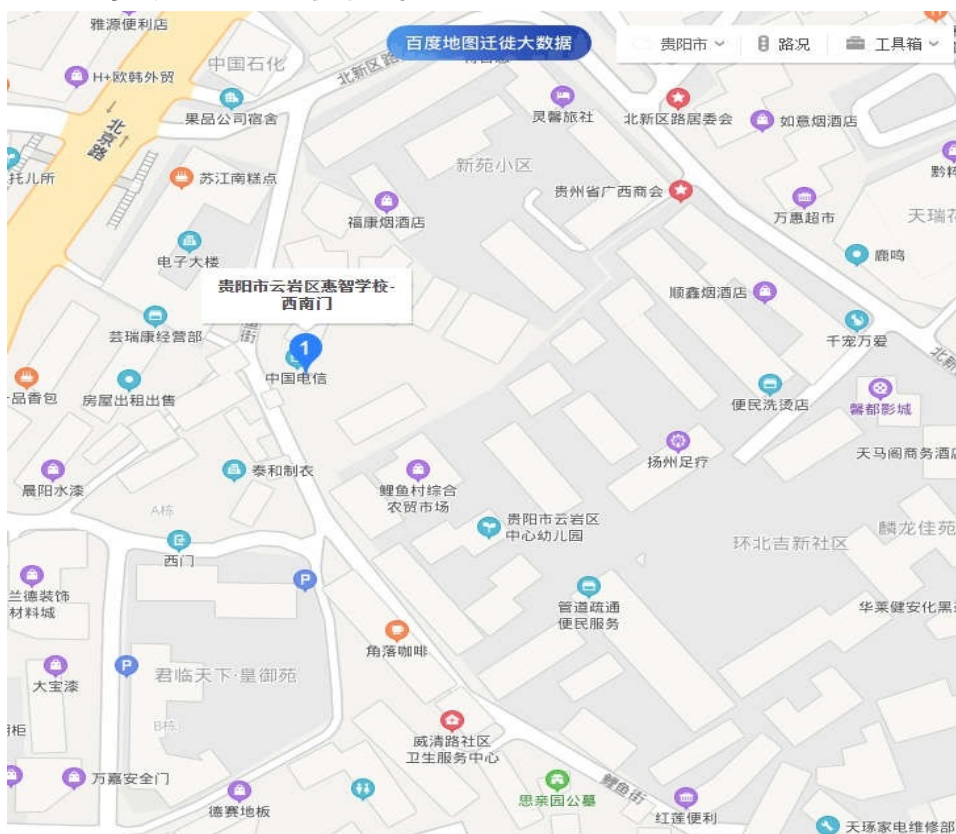 雅源便利店
百度地图迁徙大数据
贵阳市
路况
工具箱
中国石化
北新区路
H+欧韩外贸
果品公司宿舍
灵馨旅社
北新区路居委会
如意烟酒店
北京路
托儿所
苏江南糕点
新苑小区
贵州省广西商会
万惠超市
福康烟酒店
电子大楼
鹿鸣
贵阳市云岩区惠智学校-
西南门
顺鑫烟酒店
芸瑞康经营部
街
千宠万爱
1
中国电信
品香包
房屋出租出售
便民洗烫店
馨都影城
扬州足疗
天马阁商务酒
晨阳水漆
泰和制衣
鲤鱼村综合
农贸市场
A栋
贵阳市云岩区
中心幼儿园
麟龙佳苑
环北吉新社区
西门
P
兰德装饰
材料城
管道疏通
便民服务
华莱健安化黑
角落咖啡
P
君临天下·皇御苑
大宝漆
B栋
威清路社区
卫生服务中心
万嘉安全门
鲤鱼街
思亲园公墓
德赛地板
红莲便利
天琢家电维修部